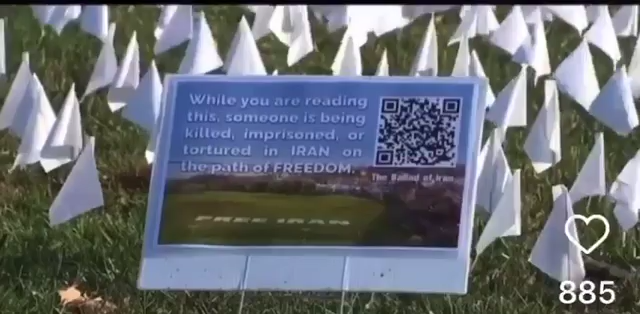 While you are reading
this, someone is being
killed, imprisoned, or
tortured in IRAN on
the path of FREEDOM.
The Ballad of Iran
FREE IRAN
885